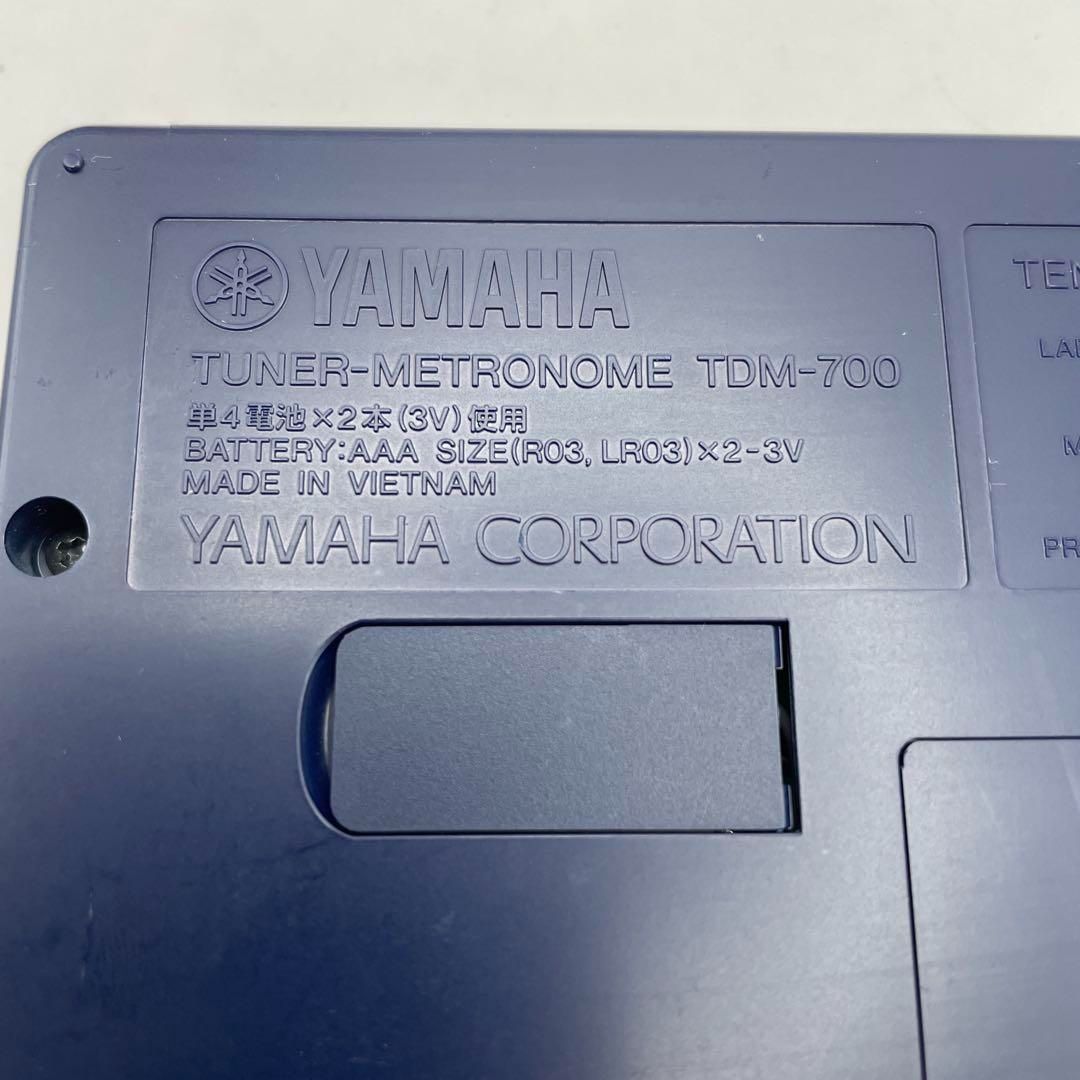 YAMAHA
TUNER-METRONOME TDM-700
単4電池×2本(3V)使用
BATTERY:AAA SIZE(R03, LR03)×2-3V
MADE IN VIETNAM
YAMAHA CORPORATION